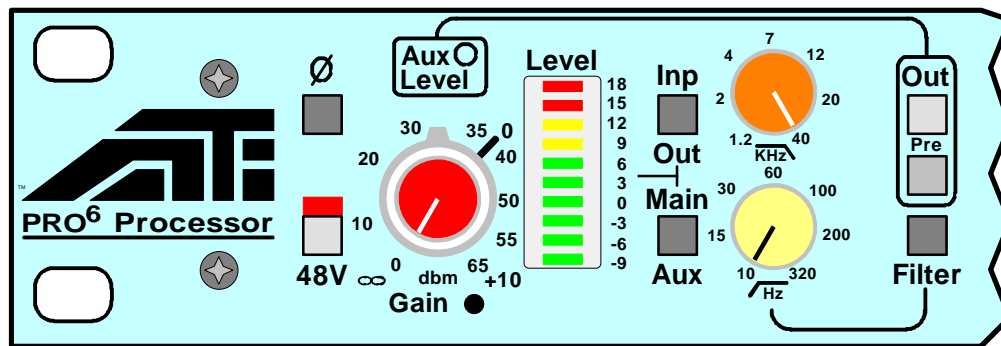 ™
ATI
PRO6 Processor
Ø
48V
Aux
Level
30
35
0
20
40
10
50
55
∞
0
dbm
65
+10
Gain
Level
18
15
12
9
6
3
0
-3
-6
-9
Inp
Out
Main
Aux
7
4
12
2
20
1.2
KHz
40
60
30
100
15
200
10
Hz
320
Out
Pre
Filter